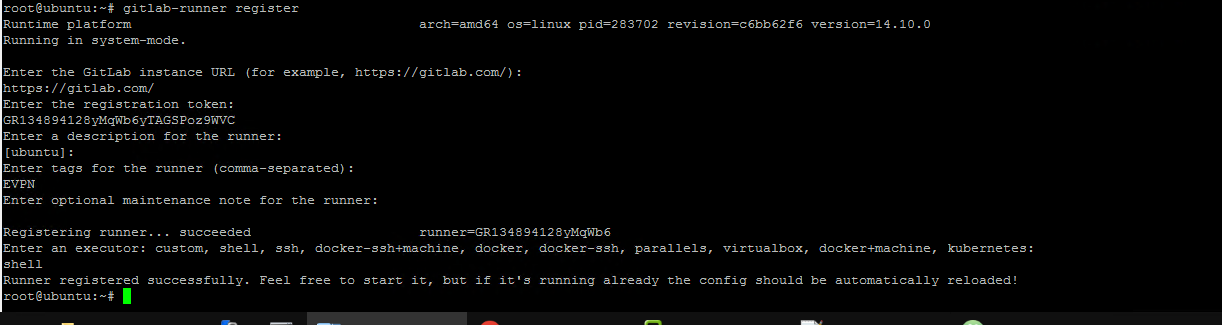 root@ubuntu:~# gitlab-runner register
Runtime platform arch=amd64 os=linux pid=283702 revision=c6bb62f6 version=14.10.0
Running in system-mode.
Enter the GitLab instance URL (for example, https://gitlab.com/):
https://gitlab.com/
Enter the registration token:
GR134894128yMqWb6yTAGSPoz9WVC
Enter a description for the runner:
[ubuntu]:
Enter tags for the runner (comma-separated):
EVPN
Enter optional maintenance note for the runner:
Registering runner... succeeded runner=GR134894128yMqWb6
Enter an executor: custom, shell, ssh, docker-ssh+machine, docker, docker-ssh, parallels, virtualbox, docker+machine, kubernetes:
shell
Runner registered successfully. Feel free to start it, but if it's running already the config should be automatically reloaded!
root@ubuntu:~#